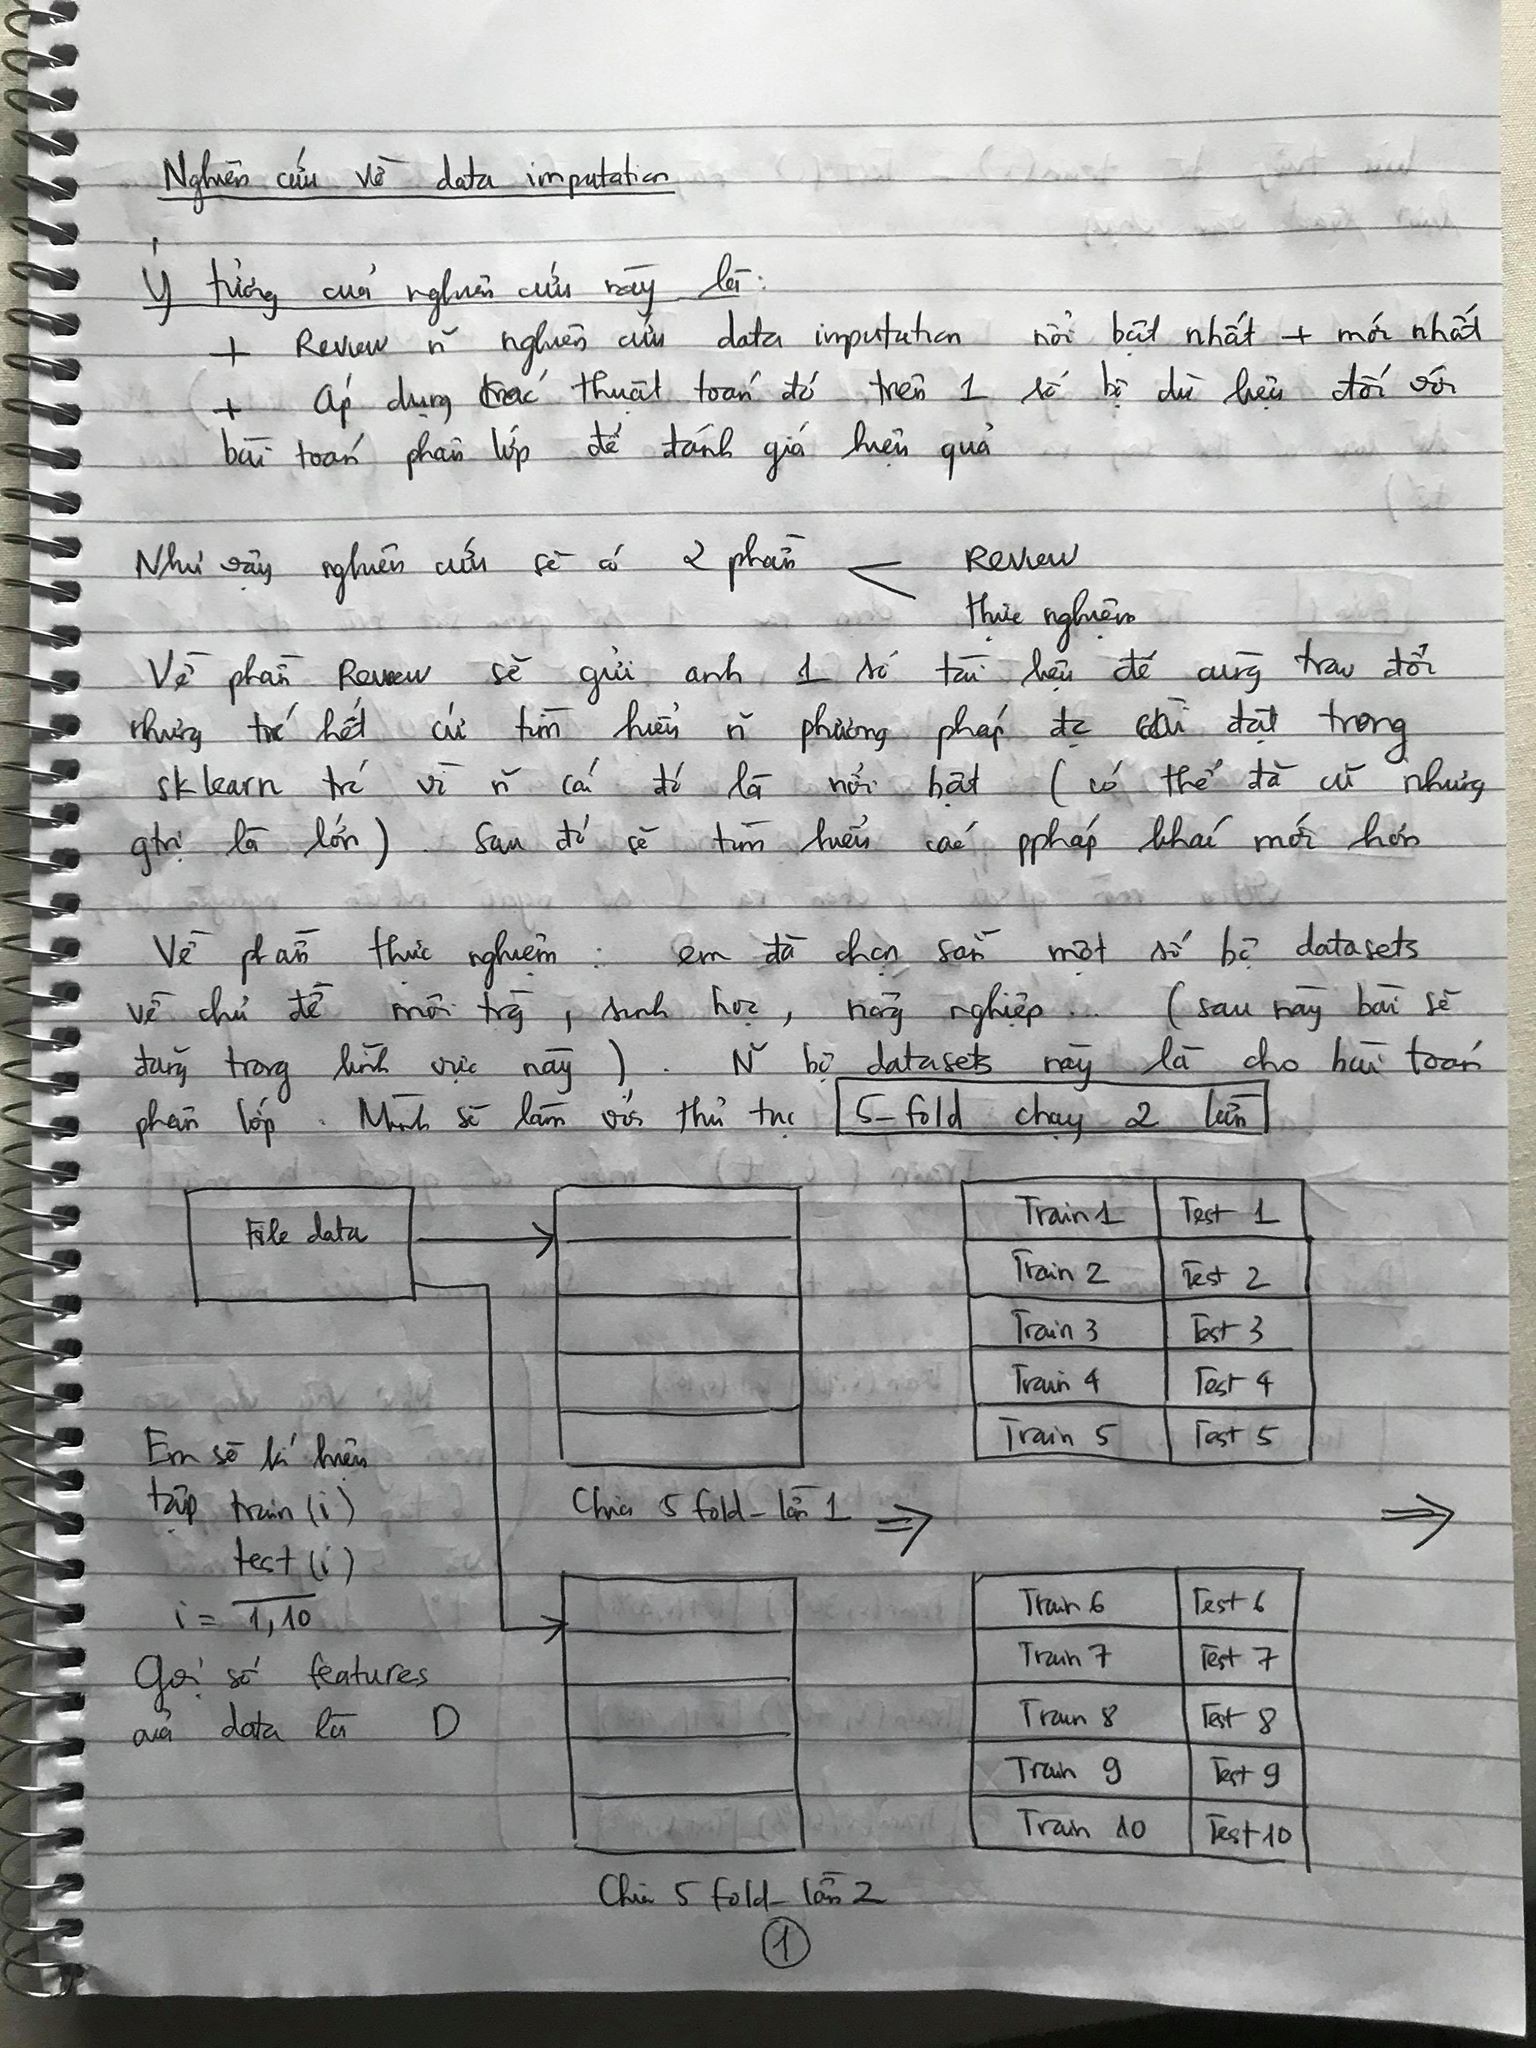 Nghiên cứu về data imputation
Ý tưởng của nghiên cứu này là:
+ Review n~ nghiên cứu data imputation nổi bật nhất + mới nhất
+ Áp dụng các thuật toán đó trên 1 số bộ dữ liệu đối với
bài toán phân lớp để đánh giá hiệu quả
Như vậy nghiên cứu sẽ có 2 phần < Review
thực nghiệm
Về phần Review sẽ gửi anh 1 số tài liệu để cùng trao đổi
nhưng trc hết cứ tìm hiểu n~ phương pháp đc cài đặt trong
sklearn trc vì n~ cái đó là nổi bật (có thể đã cũ nhưng
gtrị là lớn). Sau đó sẽ tìm hiểu các ppháp khác mới hơn
Về phần thực nghiệm: em đã chọn sẵn một số bộ datasets
về chủ đề môi trg, sinh học, nông nghiệp... (sau này bài sẽ
đăng trong lĩnh vực này). N~ bộ datasets này là cho bài toán
phân lớp. Mình sẽ làm với thủ tục 5-fold chạy 2 lần
File data
Train 1 Test 1
Train 2 Test 2
Train 3 Test 3
Train 4 Test 4
Train 5 Test 5
Chia 5 fold - lần 1 ⇒ ⇒
Em sẽ kí hiệu
tập train(i)
test(i)
i = 1,10
Gọi số features
của data là D
Train 6 Test 6
Train 7 Test 7
Train 8 Test 8
Train 9 Test 9
Train 10 Test 10
Chia 5 fold - lần 2
1